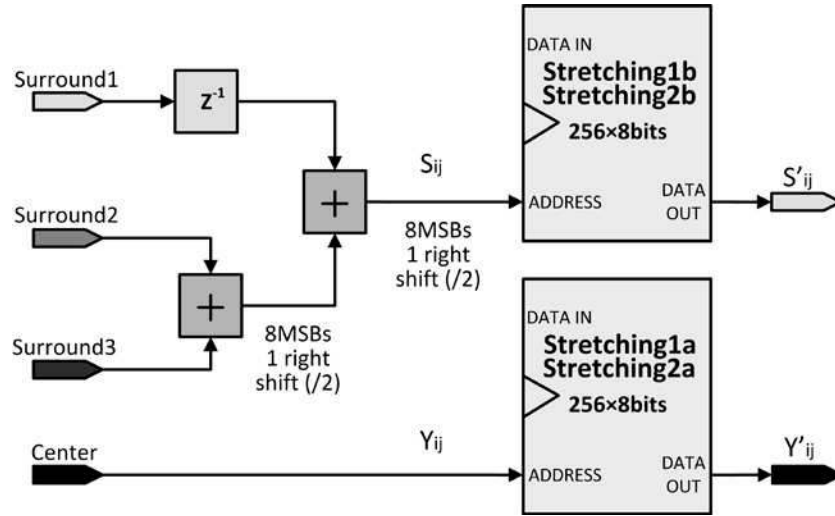 Surround1
Z-1
DATA IN
Stretching1b
Stretching2b
256×8bits
Sij
ADDRESS
DATA
OUT
S'ij
8MSBs
1 right
shift (/2)
Surround2
+
+
8MSBs
1 right
shift (/2)
Surround3
DATA IN
Stretching1a
Stretching2a
256×8bits
Center
Yij
ADDRESS
DATA
OUT
Y'ij